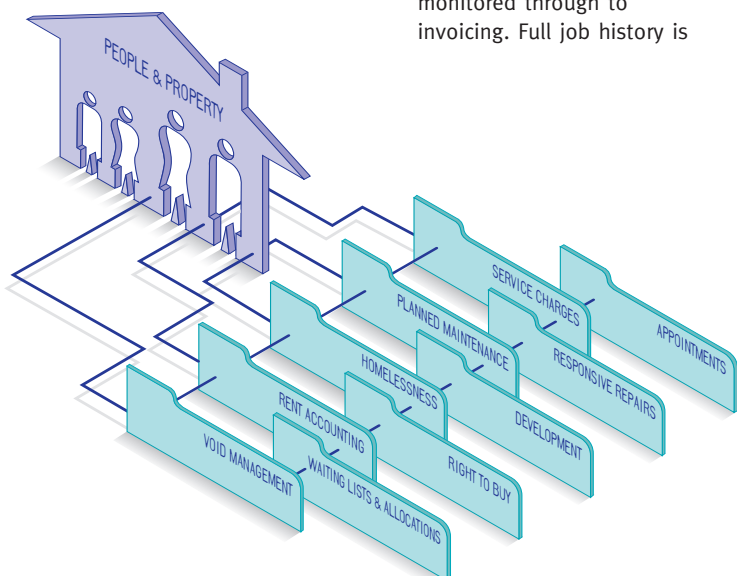 monitored through to
invoicing. Full job history is
PEOPLE & PROPERTY
SERVICE CHARGES
APPOINTMENTS
PLANNED MAINTENANCE
RESPONSIVE REPAIRS
HOMELESSNESS
DEVELOPMENT
RENT ACCOUNTING
RIGHT TO BUY
VOID MANAGEMENT
WAITING LISTS & ALLOCATIONS